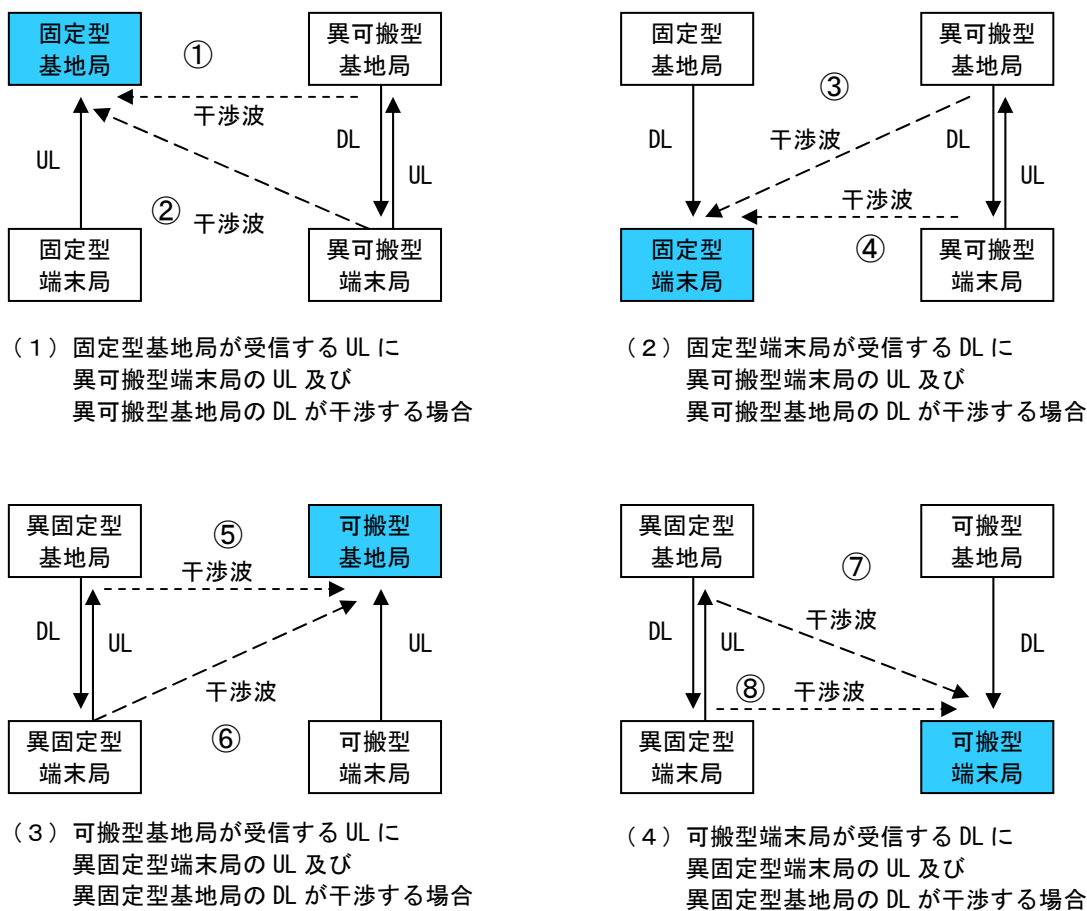 固定型
基地局
①
異可搬型
基地局
干渉波
UL
DL
UL
②
干渉波
固定型
端末局
異可搬型
端末局
(1)固定型基地局が受信する UL に
異可搬型端末局の UL 及び
異可搬型基地局の DL が干渉する場合
固定型
基地局
③
異可搬型
基地局
DL
干渉波
DL
UL
干渉波
④
固定型
端末局
異可搬型
端末局
(2)固定型端末局が受信する DL に
異可搬型端末局の UL 及び
異可搬型基地局の DL が干渉する場合
異固定型
基地局
⑤
干渉波
可搬型
基地局
DL
UL
UL
干渉波
⑥
異固定型
端末局
可搬型
端末局
(3)可搬型基地局が受信する UL に
異固定型端末局の UL 及び
異固定型基地局の DL が干渉する場合
異固定型
基地局
⑦
可搬型
基地局
干渉波
DL
UL
DL
⑧
干渉波
異固定型
端末局
可搬型
端末局
(4)可搬型端末局が受信する DL に
異固定型端末局の UL 及び
異固定型基地局の DL が干渉する場合